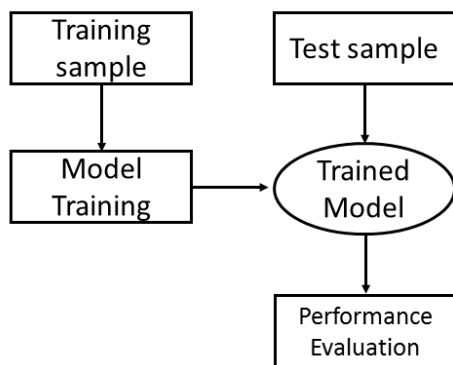 Training
sample
Test sample
Model
Training
Trained
Model
Performance
Evaluation